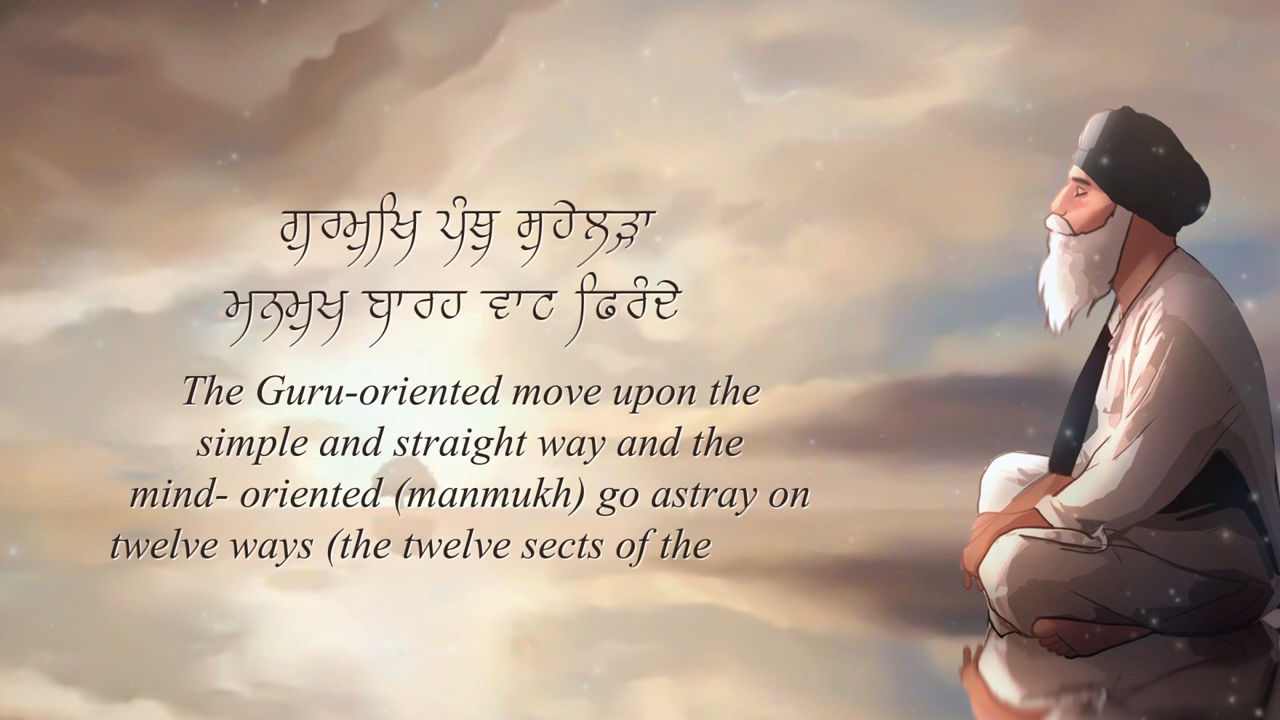 ਗੁਰਮੁਖਿ ਪੰਥੁ ਸੁਹੇਲੜਾ
ਮਨਮੁਖ ਬਾਰਹ ਵਾਟ ਫਿਰੰਦੇ
The Guru-oriented move upon the
simple and straight way and the
mind- oriented (manmukh) go astray on
twelve ways (the twelve sects of the